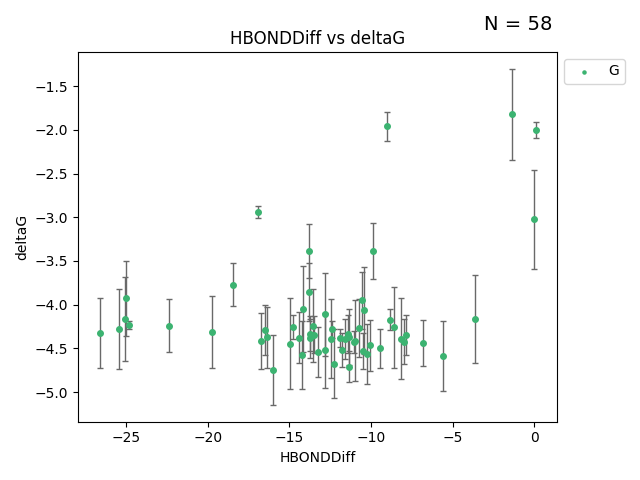 N = 58
HBONDDiff vs deltaG
G
deltaG
−1.5
−2.0
−2.5
−3.0
−3.5
−4.0
−4.5
−5.0
−25 −20 −15 −10 −5 0
HBONDDiff